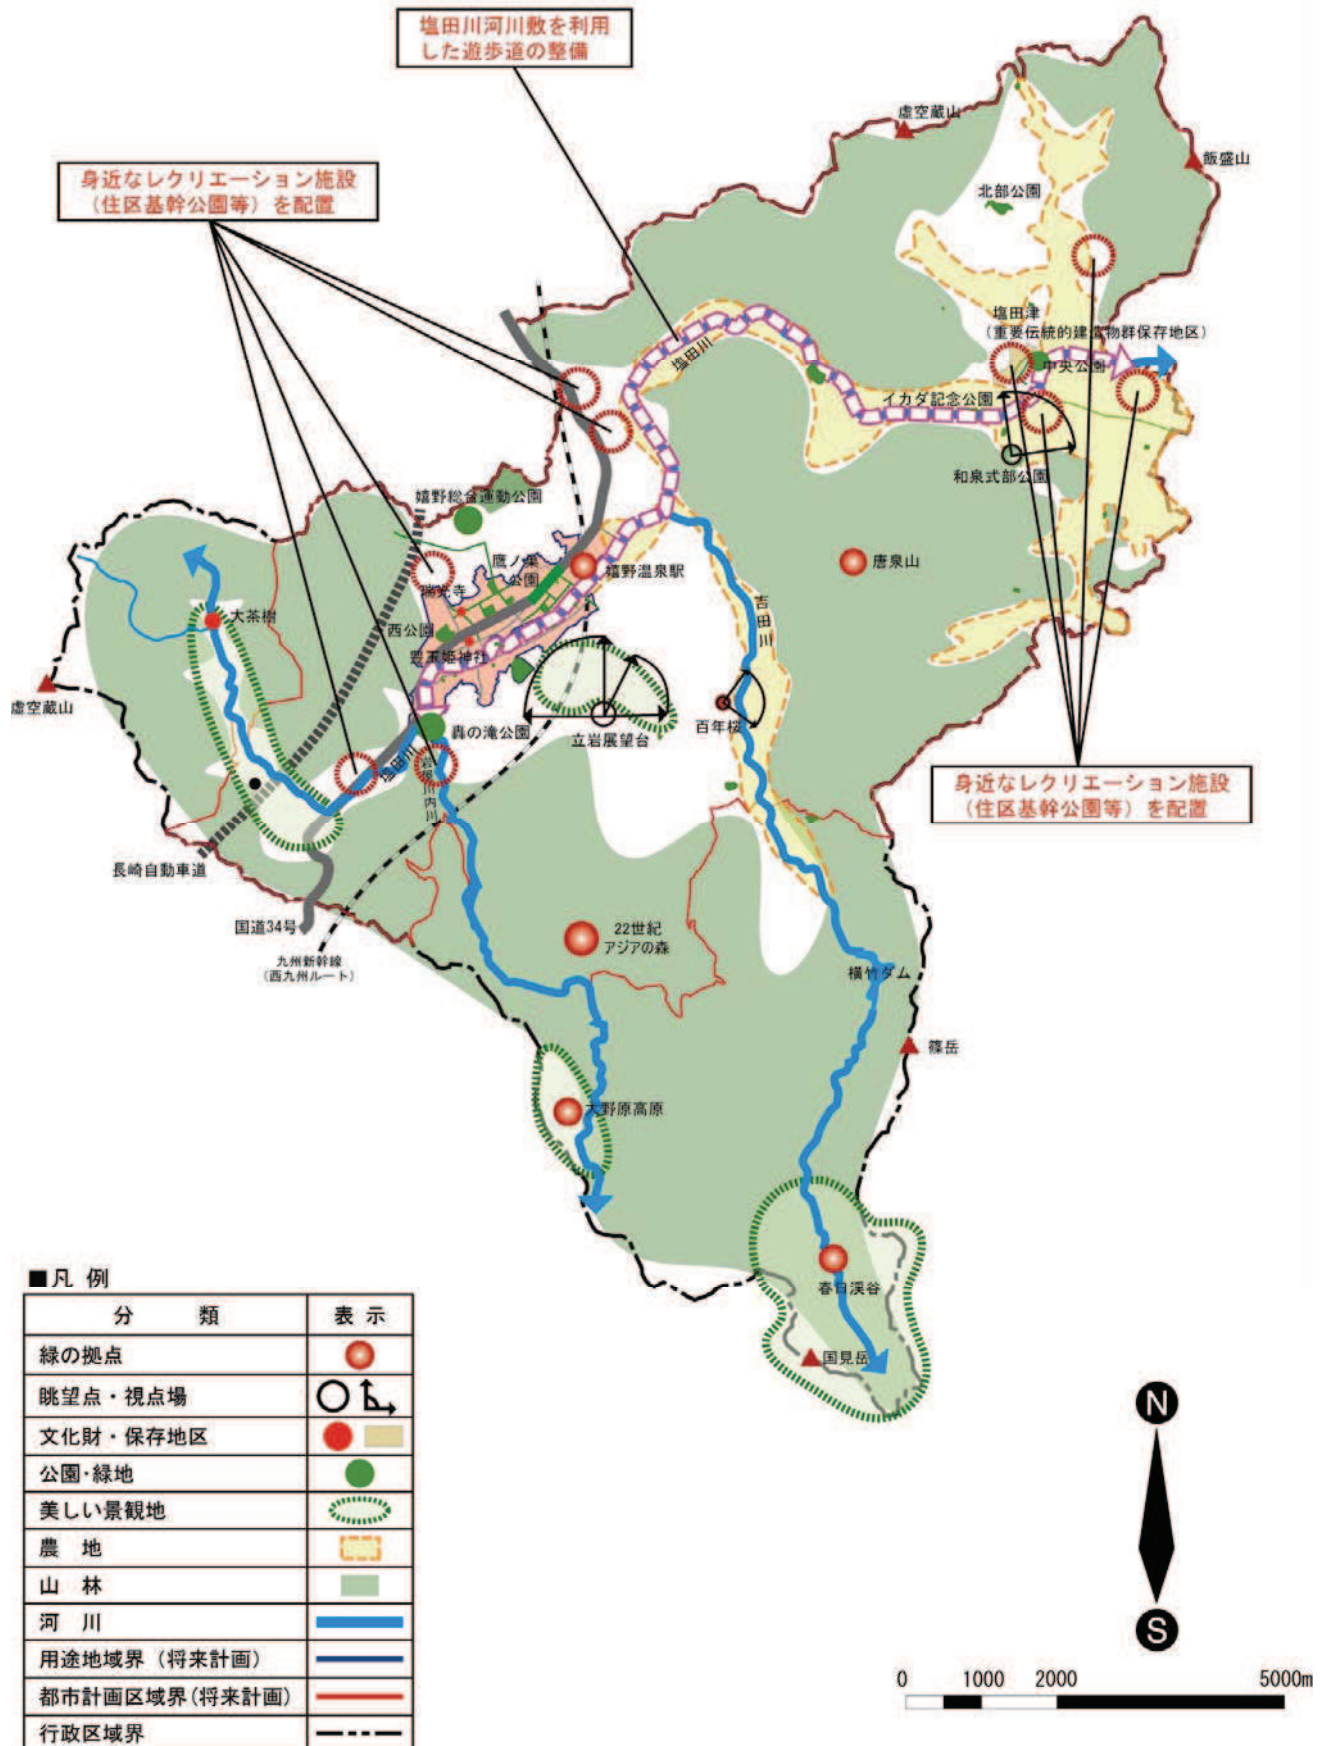 塩田川河川敷を利用
した遊歩道の整備
身近なレクリエーション施設
（住区基幹公園等）を配置
虚空蔵山
飯盛山
北部公園
塩田津
（重要伝統的建造物群保存地区）
中央公園
塩田川
イカダ記念公園
和泉式部公園
嬉野総合運動公園
鷹ノ巣
公園
嬉野温泉駅
唐泉山
瑞光寺
大茶樹
西公園
豊玉姫神社
吉田川
虚空蔵山
轟の滝公園
立岩展望台
百年桜
塩田川
岩屋川内川
身近なレクリエーション施設
（住区基幹公園等）を配置
長崎自動車道
国道34号
九州新幹線
（西九州ルート）
22世紀
アジアの森
横竹ダム
篠岳
大野原高原
春日渓谷
国見岳
■凡 例
分 類 表 示
緑の拠点
眺望点・視点場
文化財・保存地区
公園・緑地
美しい景観地
農 地
山 林
河 川
用途地域界（将来計画）
都市計画区域界（将来計画）
行政区域界
N
S
0 1000 2000 5000m